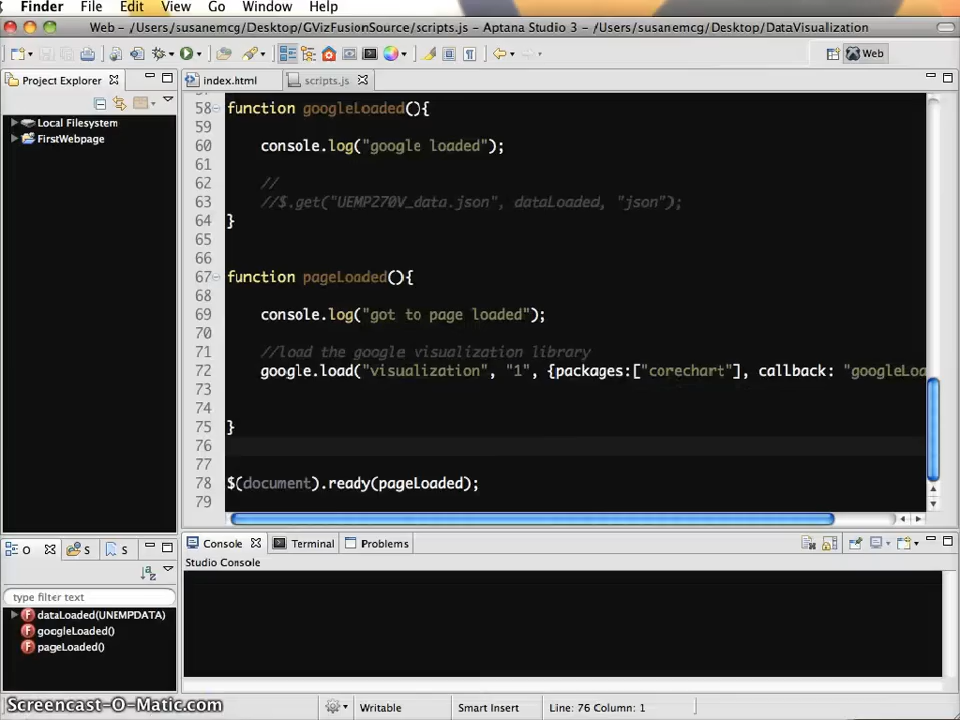 Finder File Edit View Go Window Help
Web - /Users/susanemcg/Desktop/GVizFusionSource/scripts.js - Aptana Studio 3 - /Users/susanemcg/Desktop/DataVisualization
Web
Project Explorer
index.html
scripts.js
Local Filesystem
FirstWebpage
58 function googleLoaded(){
59
60 console.log("google loaded");
61
62 //
63 //$.get("UEMP270V_data.json", dataLoaded, "json");
64 }
65
66
67 function pageLoaded(){
68
69 console.log("got to page loaded");
70
71 //load the google visualization library
72 google.load("visualization", "1", {packages:["corechart"], callback: "googleLoa
73
74
75 }
76
77
78 $(document).ready(pageLoaded);
79
O S S
type filter text
dataLoaded(UNEMPDATA)
googleLoaded()
pageLoaded()
Console Terminal Problems
Studio Console
Writable Smart Insert Line: 76 Column: 1
Screencast-O-Matic.com